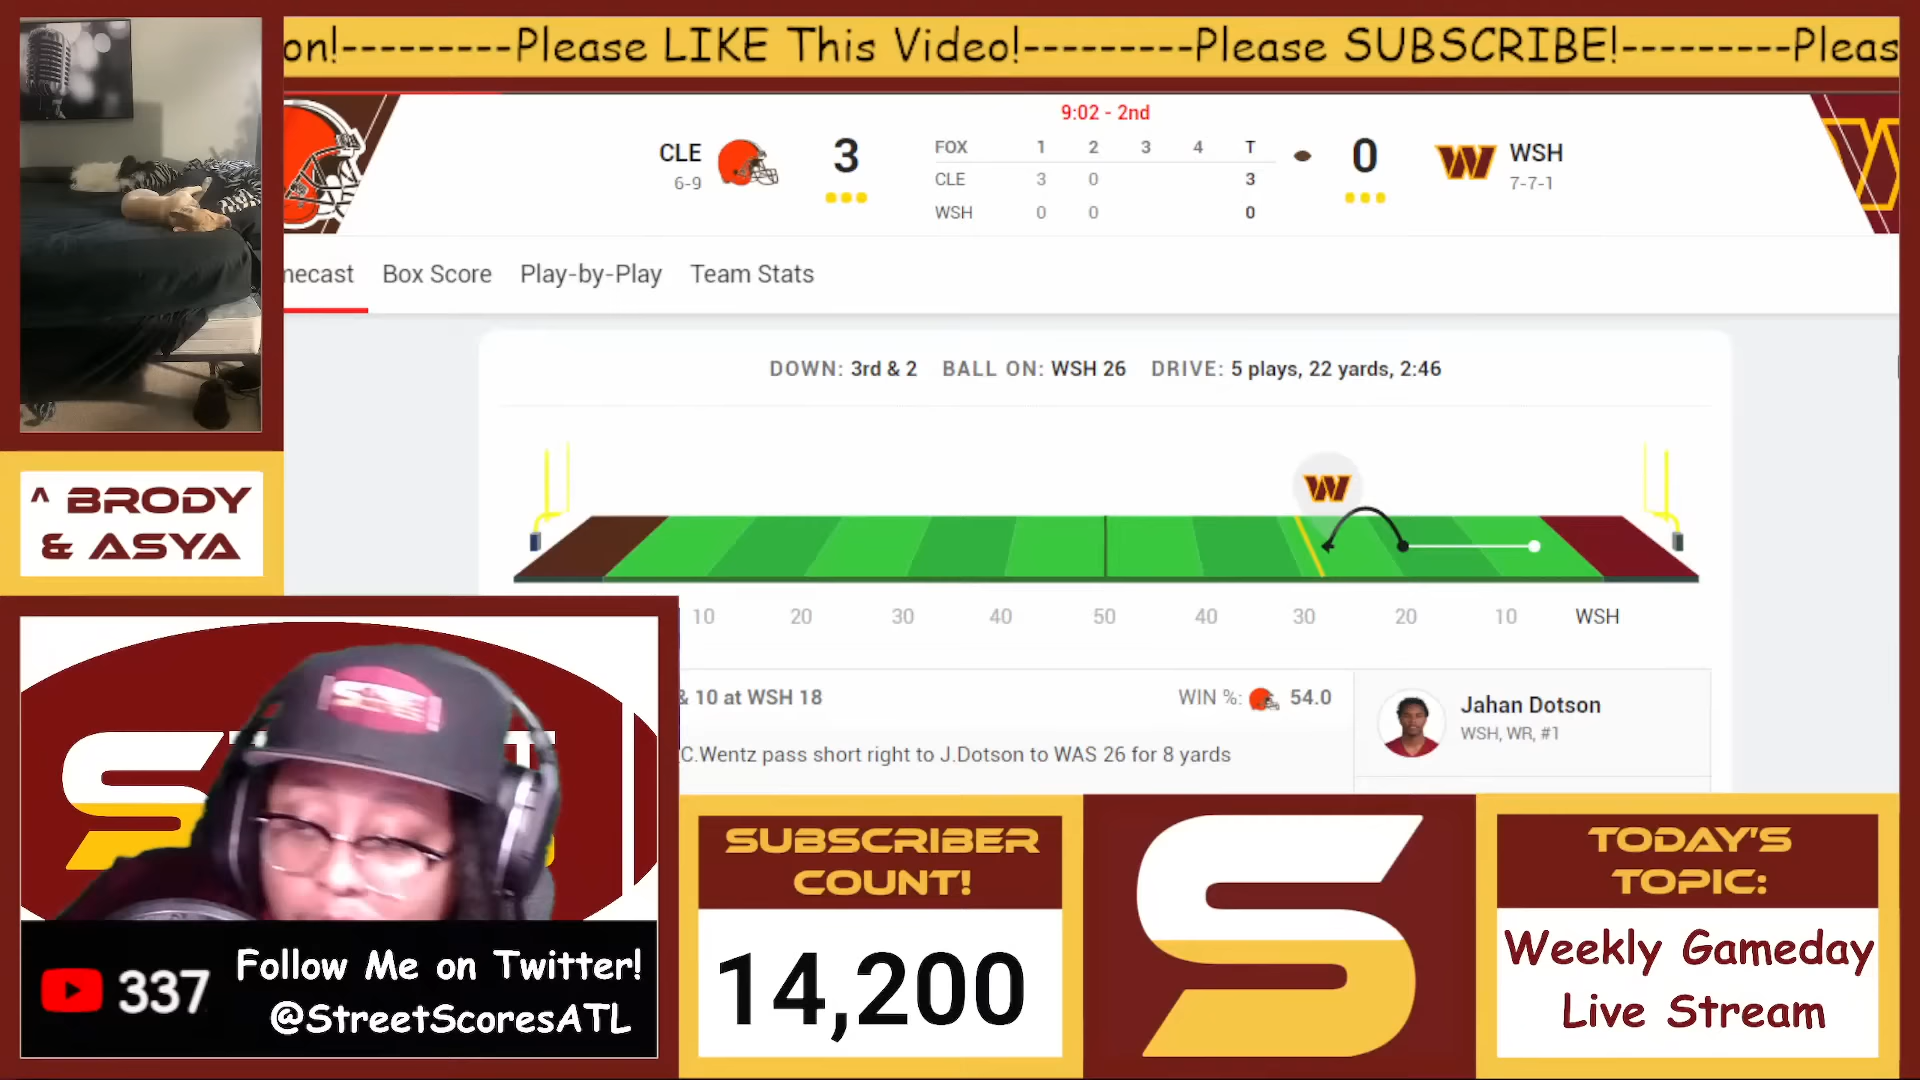 on!---------Please LIKE This Video!---------Please SUBSCRIBE!---------Pleas
9:02 - 2nd
CLE
6-9
3
FOX 1 2 3 4 T
CLE 3 0 3
WSH 0 0 0
0
WSH
7-7-1
necast Box Score Play-by-Play Team Stats
DOWN: 3rd & 2 BALL ON: WSH 26 DRIVE: 5 plays, 22 yards, 2:46
W
10 20 30 40 50 40 30 20 10 WSH
& 10 at WSH 18
WIN %: 54.0
C.Wentz pass short right to J.Dotson to WAS 26 for 8 yards
Jahan Dotson
WSH, WR, #1
^ BRODY
& ASYA
337
Follow Me on Twitter!
@StreetScoresATL
SUBSCRIBER
COUNT!
14,200
S
TODAY'S
TOPIC:
Weekly Gameday
Live Stream